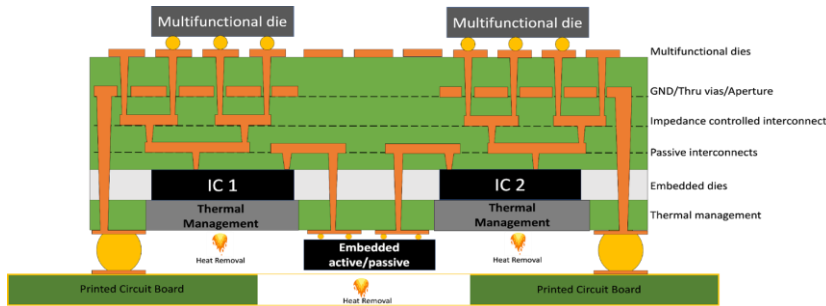 Multifunctional die
Multifunctional die
Multifunctional dies
GND/Thru vias/Aperture
Impedance controlled interconnect
Passive interconnects
IC 1
IC 2
Embedded dies
Thermal
Management
Thermal
Management
Thermal management
Heat Removal
Embedded
active/passive
Heat Removal
Printed Circuit Board
Heat Removal
Printed Circuit Board